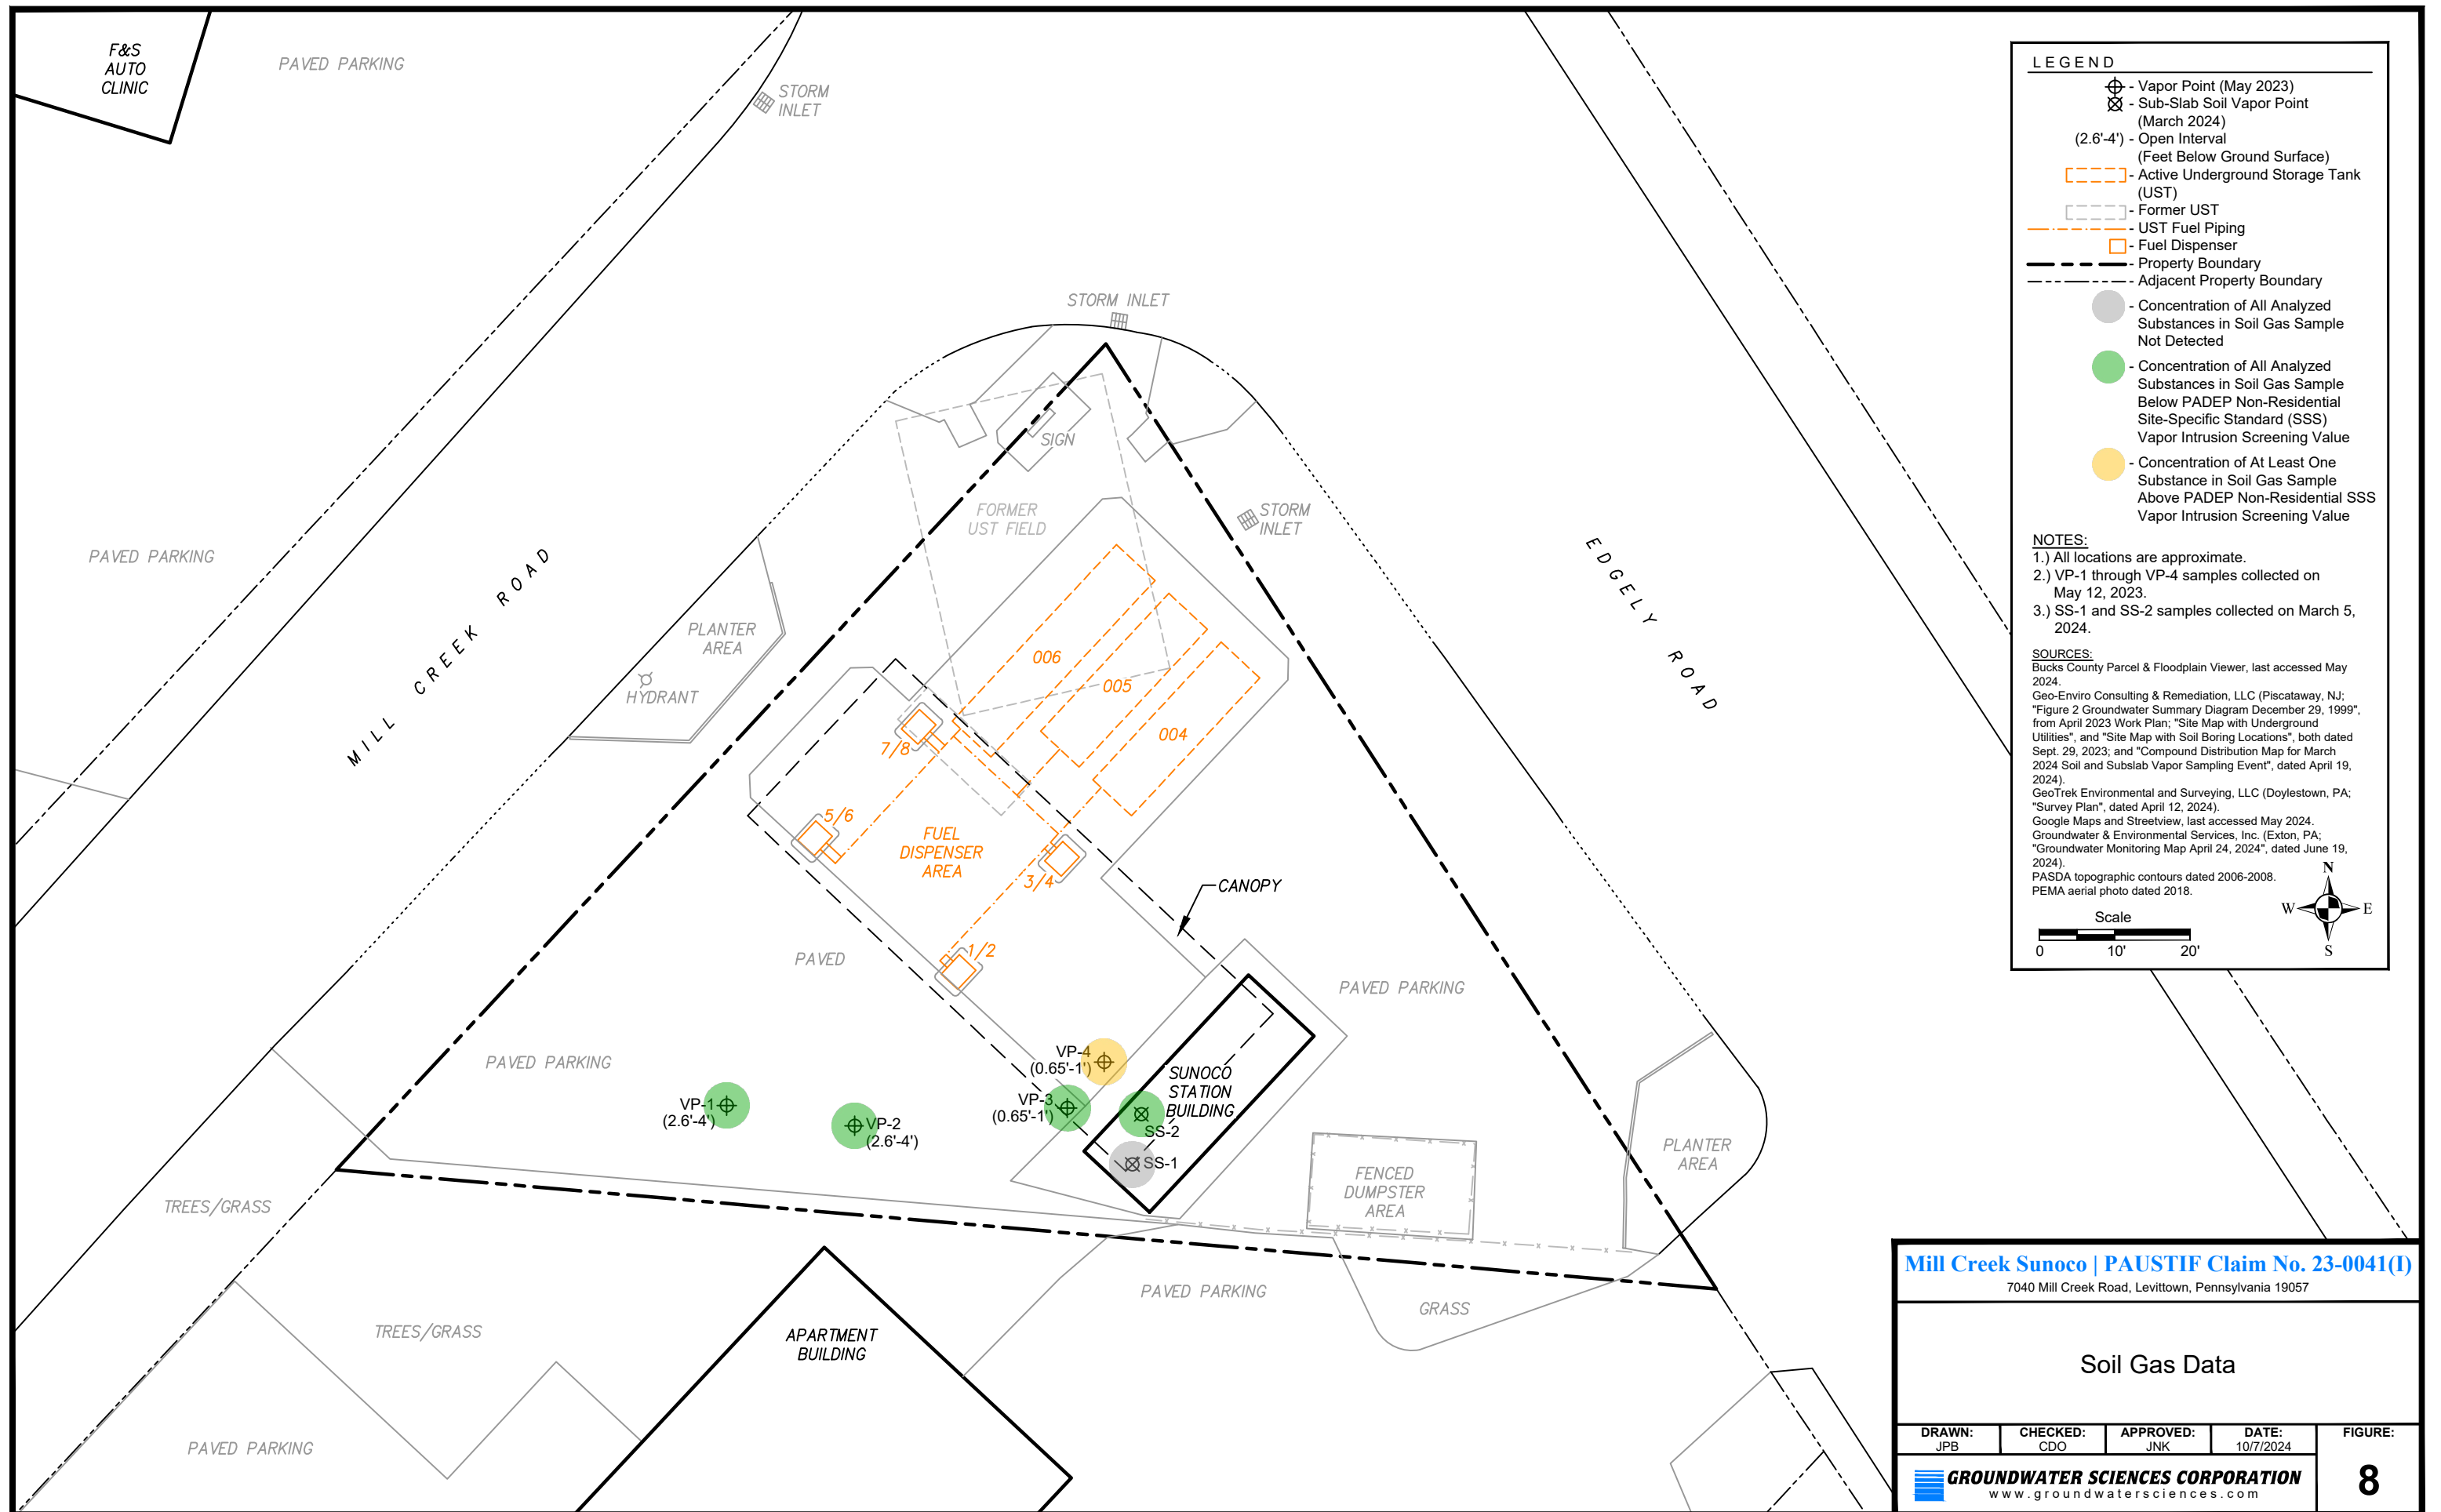 F&S
AUTO
CLINIC
PAVED PARKING
STORM
INLET
STORM INLET
SIGN
FORMER
UST FIELD
STORM
INLET
PAVED PARKING
MILL CREEK ROAD
EDGELY ROAD
PLANTER
AREA
HYDRANT
006
005
004
7/8
5/6
FUEL
DISPENSER
AREA
3/4
1/2
CANOPY
PAVED
PAVED PARKING
PAVED PARKING
VP-4
(0.65'-1')
SUNOCO
STATION
BUILDING
VP-1
(2.6'-4')
VP-2
(2.6'-4')
VP-3
(0.65'-1')
SS-2
SS-1
FENCED
DUMPSTER
AREA
PLANTER
AREA
TREES/GRASS
TREES/GRASS
APARTMENT
BUILDING
PAVED PARKING
GRASS
PAVED PARKING
LEGEND
- Vapor Point (May 2023)
- Sub-Slab Soil Vapor Point
(March 2024)
(2.6'-4') - Open Interval
(Feet Below Ground Surface)
- Active Underground Storage Tank
(UST)
- Former UST
- UST Fuel Piping
- Fuel Dispenser
- Property Boundary
- Adjacent Property Boundary
- Concentration of All Analyzed
Substances in Soil Gas Sample
Not Detected
- Concentration of All Analyzed
Substances in Soil Gas Sample
Below PADEP Non-Residential
Site-Specific Standard (SSS)
Vapor Intrusion Screening Value
- Concentration of At Least One
Substance in Soil Gas Sample
Above PADEP Non-Residential SSS
Vapor Intrusion Screening Value
NOTES:
1.) All locations are approximate.
2.) VP-1 through VP-4 samples collected on
May 12, 2023.
3.) SS-1 and SS-2 samples collected on March 5,
2024.
SOURCES:
Bucks County Parcel & Floodplain Viewer, last accessed May
2024.
Geo-Enviro Consulting & Remediation, LLC (Piscataway, NJ;
"Figure 2 Groundwater Summary Diagram December 29, 1999",
from April 2023 Work Plan; "Site Map with Underground
Utilities", and "Site Map with Soil Boring Locations", both dated
Sept. 29, 2023; and "Compound Distribution Map for March
2024 Soil and Subslab Vapor Sampling Event", dated April 19,
2024).
GeoTrek Environmental and Surveying, LLC (Doylestown, PA;
"Survey Plan", dated April 12, 2024).
Google Maps and Streetview, last accessed May 2024.
Groundwater & Environmental Services, Inc. (Exton, PA;
"Groundwater Monitoring Map April 24, 2024", dated June 19,
2024).
PASDA topographic contours dated 2006-2008.
PEMA aerial photo dated 2018.
N
W E
S
Scale
0 10' 20'
Mill Creek Sunoco | PAUSTIF Claim No. 23-0041(I)
7040 Mill Creek Road, Levittown, Pennsylvania 19057
Soil Gas Data
DRAWN: CHECKED: APPROVED: DATE: FIGURE:
JPB CDO JNK 10/7/2024
8
GROUNDWATER SCIENCES CORPORATION
www.groundwatersciences.com